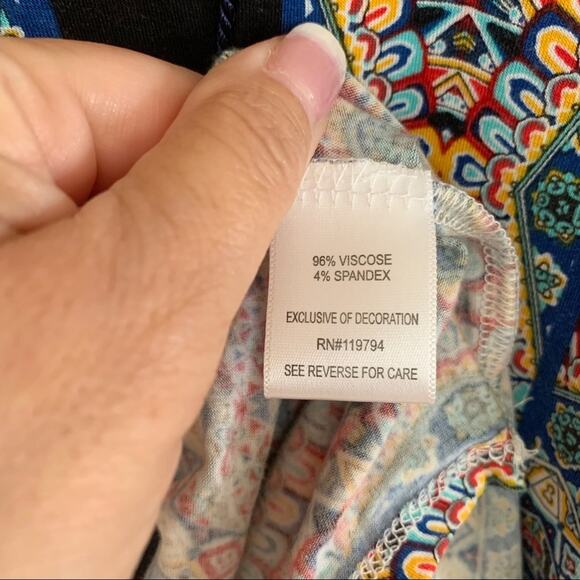 96% VISCOSE
4% SPANDEX
EXCLUSIVE OF DECORATION
RN#119794
SEE REVERSE FOR CARE